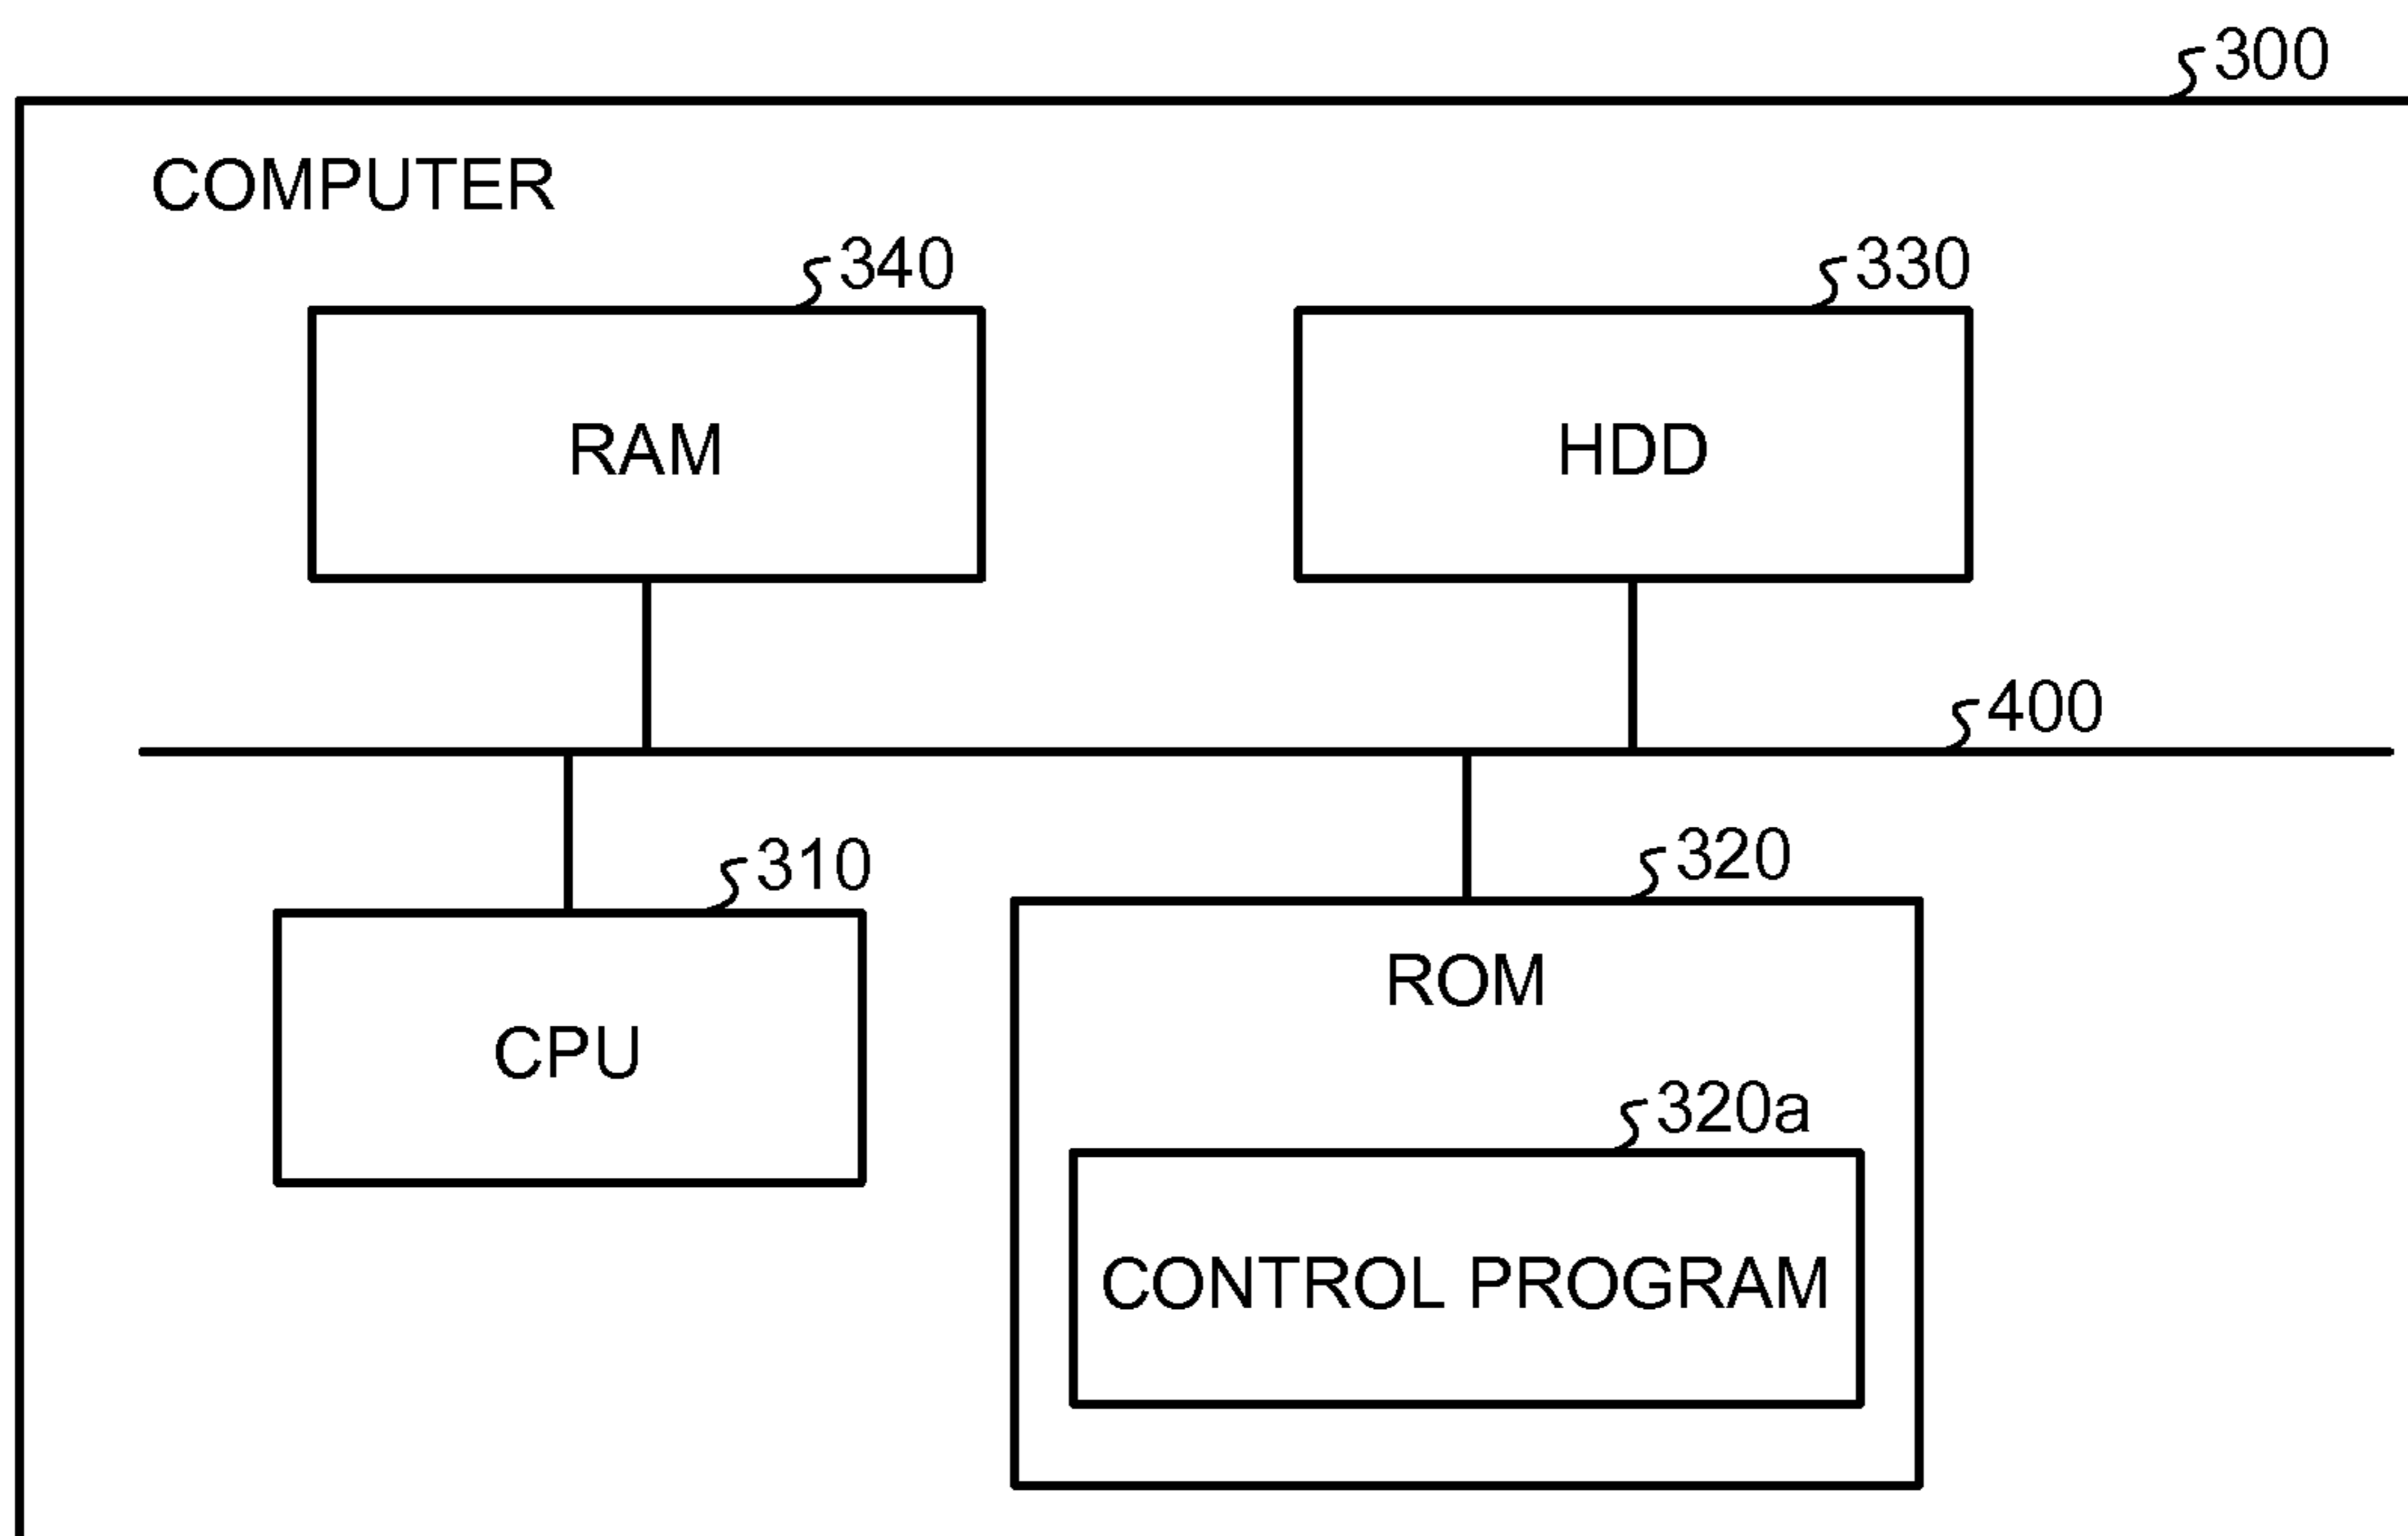 300
COMPUTER
340
330
RAM
HDD
400
310
320
ROM
CPU
320a
CONTROL PROGRAM